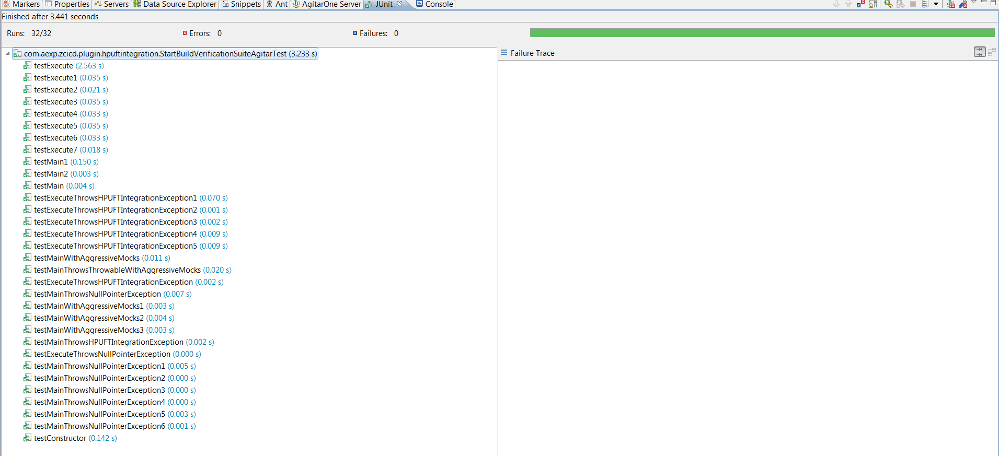 Markers Properties Servers Data Source Explorer Snippets Ant AgitarOne Server JUnit Console
Finished after 3.441 seconds
Runs: 32/32 Errors: 0 Failures: 0
com.aexp.zcicd.plugin.hpuftintegration.StartBuildVerificationSuiteAgitarTest (3.233 s)
Failure Trace
testExecute (2.563 s)
testExecute1 (0.035 s)
testExecute2 (0.021 s)
testExecute3 (0.035 s)
testExecute4 (0.033 s)
testExecute5 (0.035 s)
testExecute6 (0.033 s)
testExecute7 (0.018 s)
testMain1 (0.150 s)
testMain2 (0.003 s)
testMain (0.004 s)
testExecuteThrowsHPUFTIntegrationException1 (0.070 s)
testExecuteThrowsHPUFTIntegrationException2 (0.001 s)
testExecuteThrowsHPUFTIntegrationException3 (0.002 s)
testExecuteThrowsHPUFTIntegrationException4 (0.009 s)
testExecuteThrowsHPUFTIntegrationException5 (0.009 s)
testMainWithAggressiveMocks (0.011 s)
testMainThrowsThrowableWithAggressiveMocks (0.020 s)
testExecuteThrowsHPUFTIntegrationException (0.002 s)
testMainThrowsNullPointerException (0.007 s)
testMainWithAggressiveMocks1 (0.003 s)
testMainWithAggressiveMocks2 (0.004 s)
testMainWithAggressiveMocks3 (0.003 s)
testMainThrowsHPUFTIntegrationException (0.002 s)
testExecuteThrowsNullPointerException (0.000 s)
testMainThrowsNullPointerException1 (0.005 s)
testMainThrowsNullPointerException2 (0.000 s)
testMainThrowsNullPointerException3 (0.000 s)
testMainThrowsNullPointerException4 (0.000 s)
testMainThrowsNullPointerException5 (0.003 s)
testMainThrowsNullPointerException6 (0.001 s)
testConstructor (0.142 s)